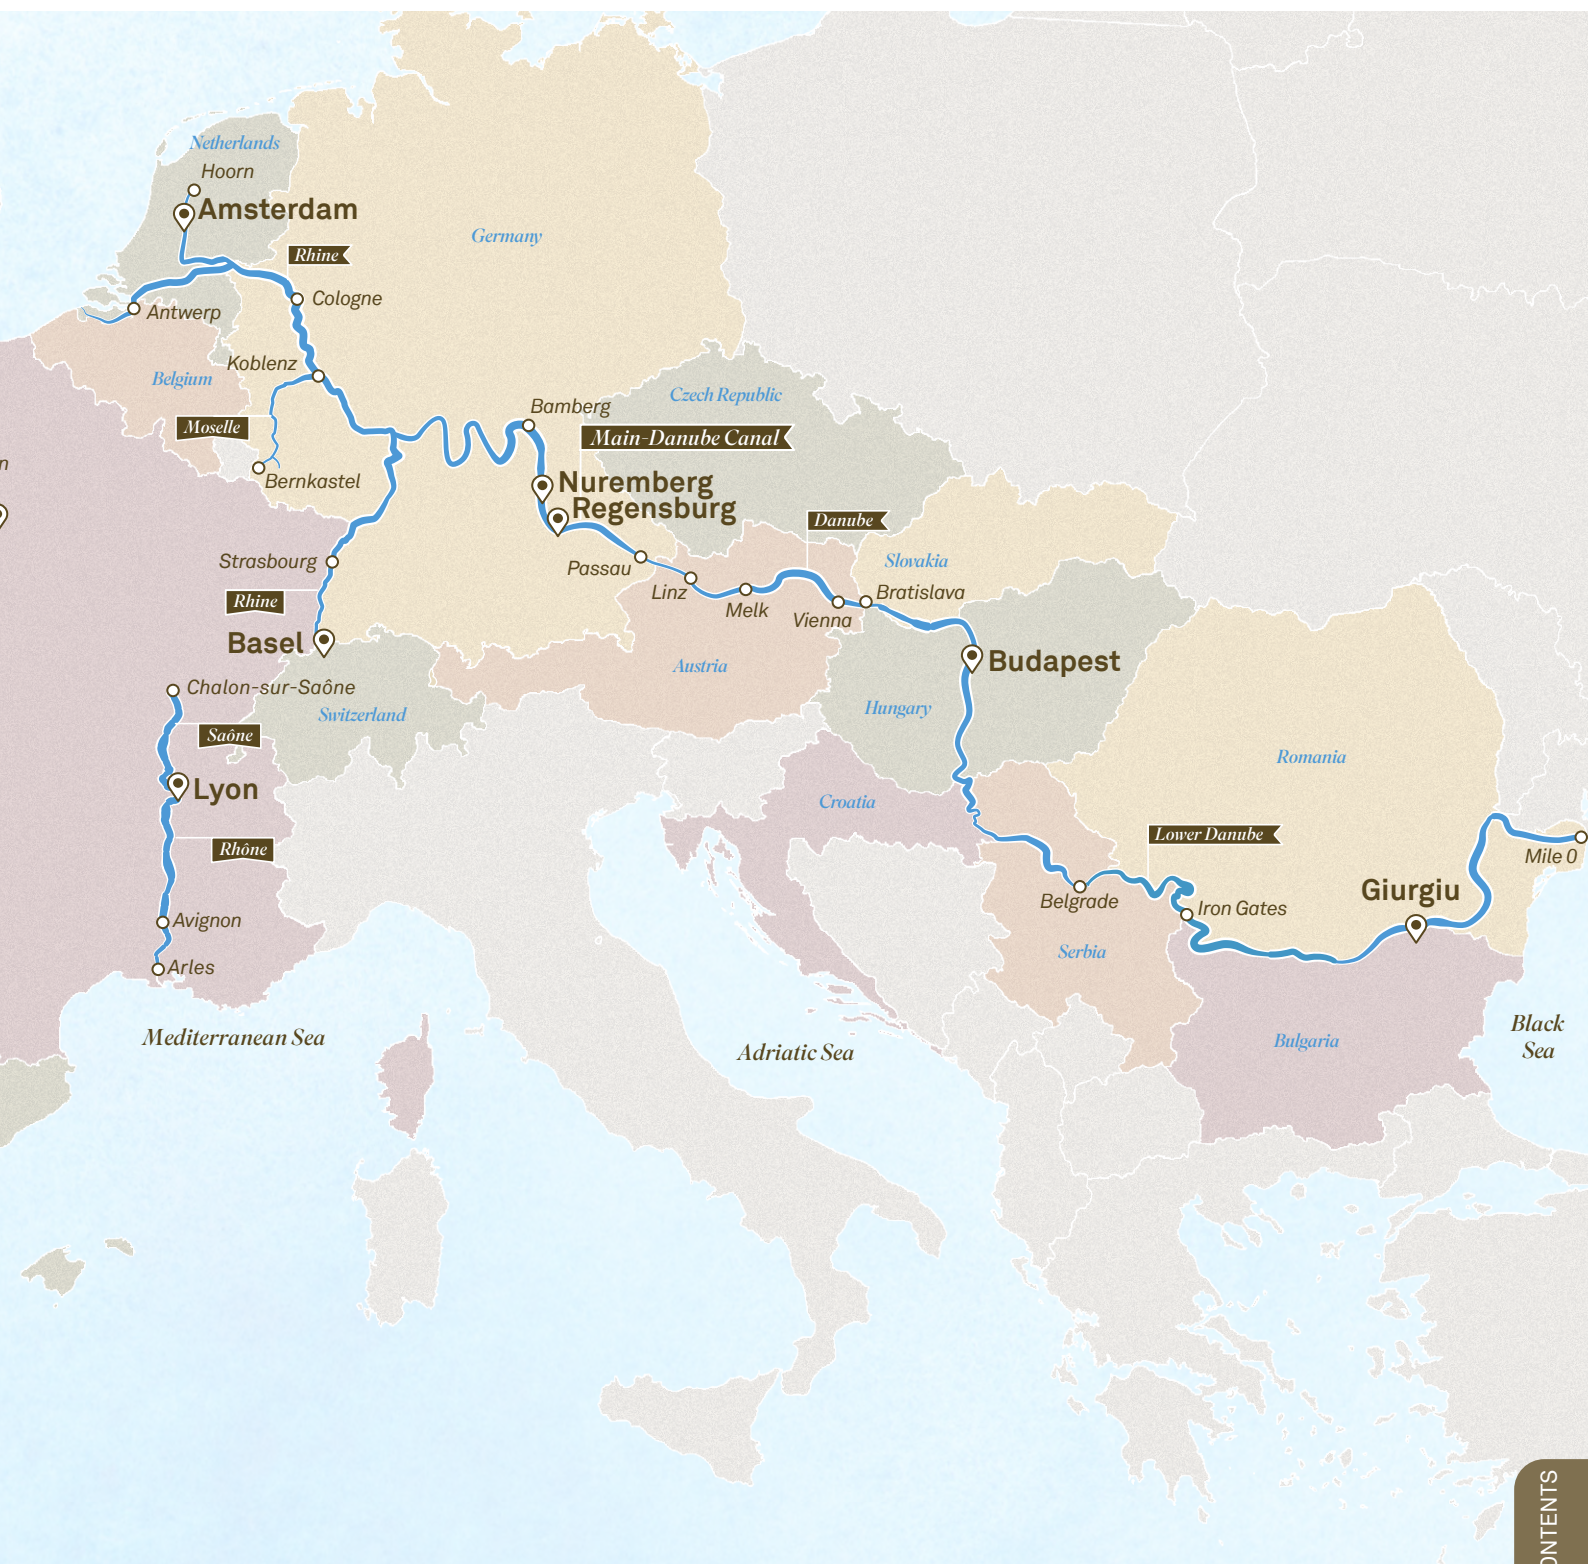 Netherlands
Hoorn
Amsterdam
Germany
Rhine
Cologne
Antwerp
Koblenz
Belgium
Czech Republic
Bamberg
Moselle
Main-Danube Canal
Bernkastel
Nuremberg
Regensburg
Danube
Strasbourg
Passau
Slovakia
Linz
Bratislava
Rhine
Melk
Vienna
Basel
Budapest
Austria
Chalon-sur-Saône
Switzerland
Hungary
Saône
Romania
Lyon
Croatia
Lower Danube
Rhône
Mile 0
Giurgiu
Belgrade
Iron Gates
Avignon
Serbia
Arles
Mediterranean Sea
Adriatic Sea
Bulgaria
Black
Sea